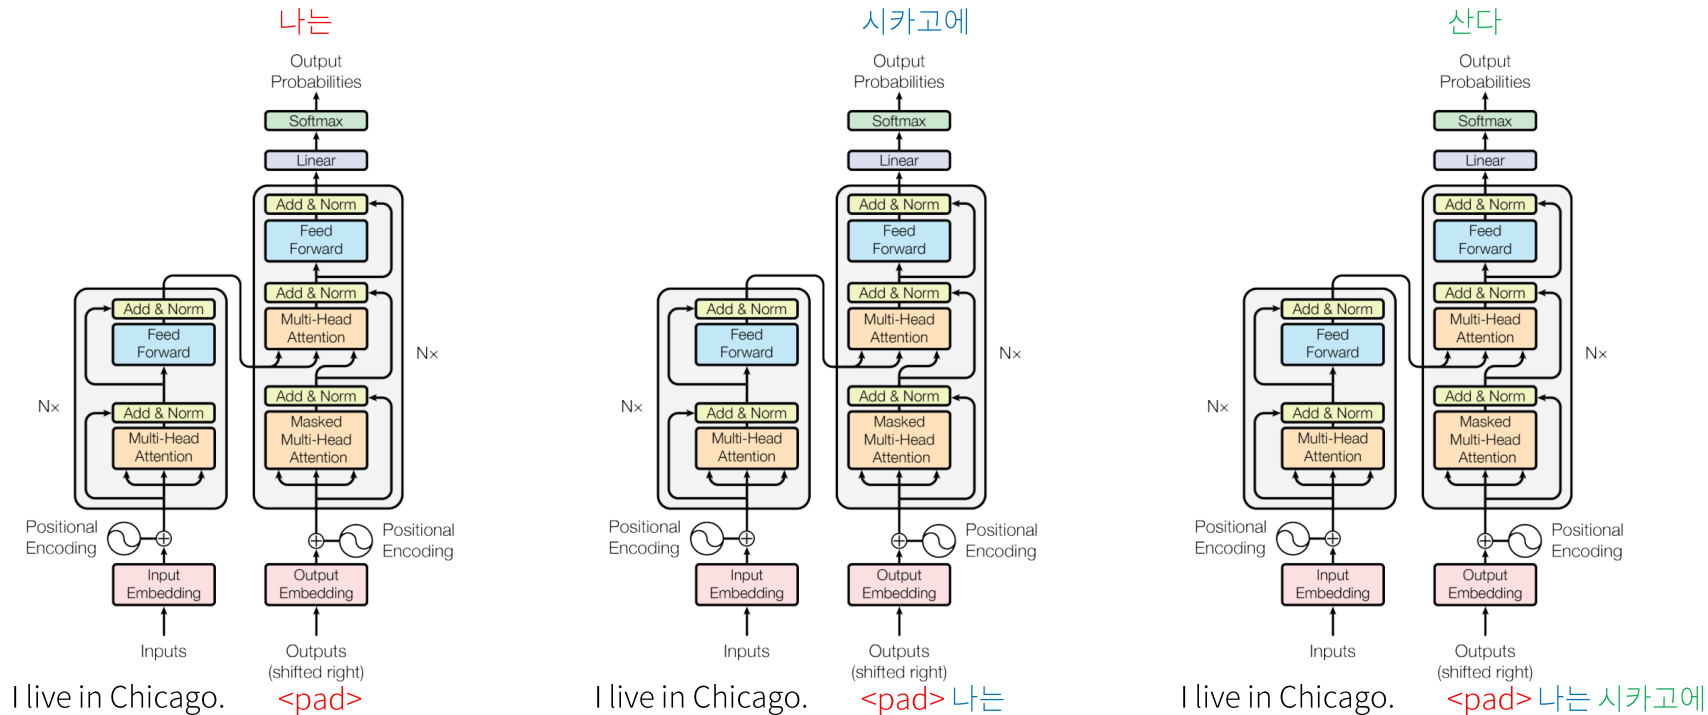 나는
Output
Probabilities
Softmax
Linear
Add & Norm
Feed
Forward
Add & Norm
Multi-Head
Attention
Add & Norm
Masked
Multi-Head
Attention
Nx
Add & Norm
Feed
Forward
Add & Norm
Multi-Head
Attention
Nx
Positional
Encoding
Positional
Encoding
Input
Embedding
Output
Embedding
Inputs
Outputs
(shifted right)
I live in Chicago.
<pad>
시카고에
Output
Probabilities
Softmax
Linear
Add & Norm
Feed
Forward
Add & Norm
Multi-Head
Attention
Add & Norm
Masked
Multi-Head
Attention
Nx
Add & Norm
Feed
Forward
Add & Norm
Multi-Head
Attention
Nx
Positional
Encoding
Positional
Encoding
Input
Embedding
Output
Embedding
Inputs
Outputs
(shifted right)
I live in Chicago.
<pad> 나는
산다
Output
Probabilities
Softmax
Linear
Add & Norm
Feed
Forward
Add & Norm
Multi-Head
Attention
Add & Norm
Masked
Multi-Head
Attention
Nx
Add & Norm
Feed
Forward
Add & Norm
Multi-Head
Attention
Nx
Positional
Encoding
Positional
Encoding
Input
Embedding
Output
Embedding
Inputs
Outputs
(shifted right)
I live in Chicago.
<pad> 나는 시카고에